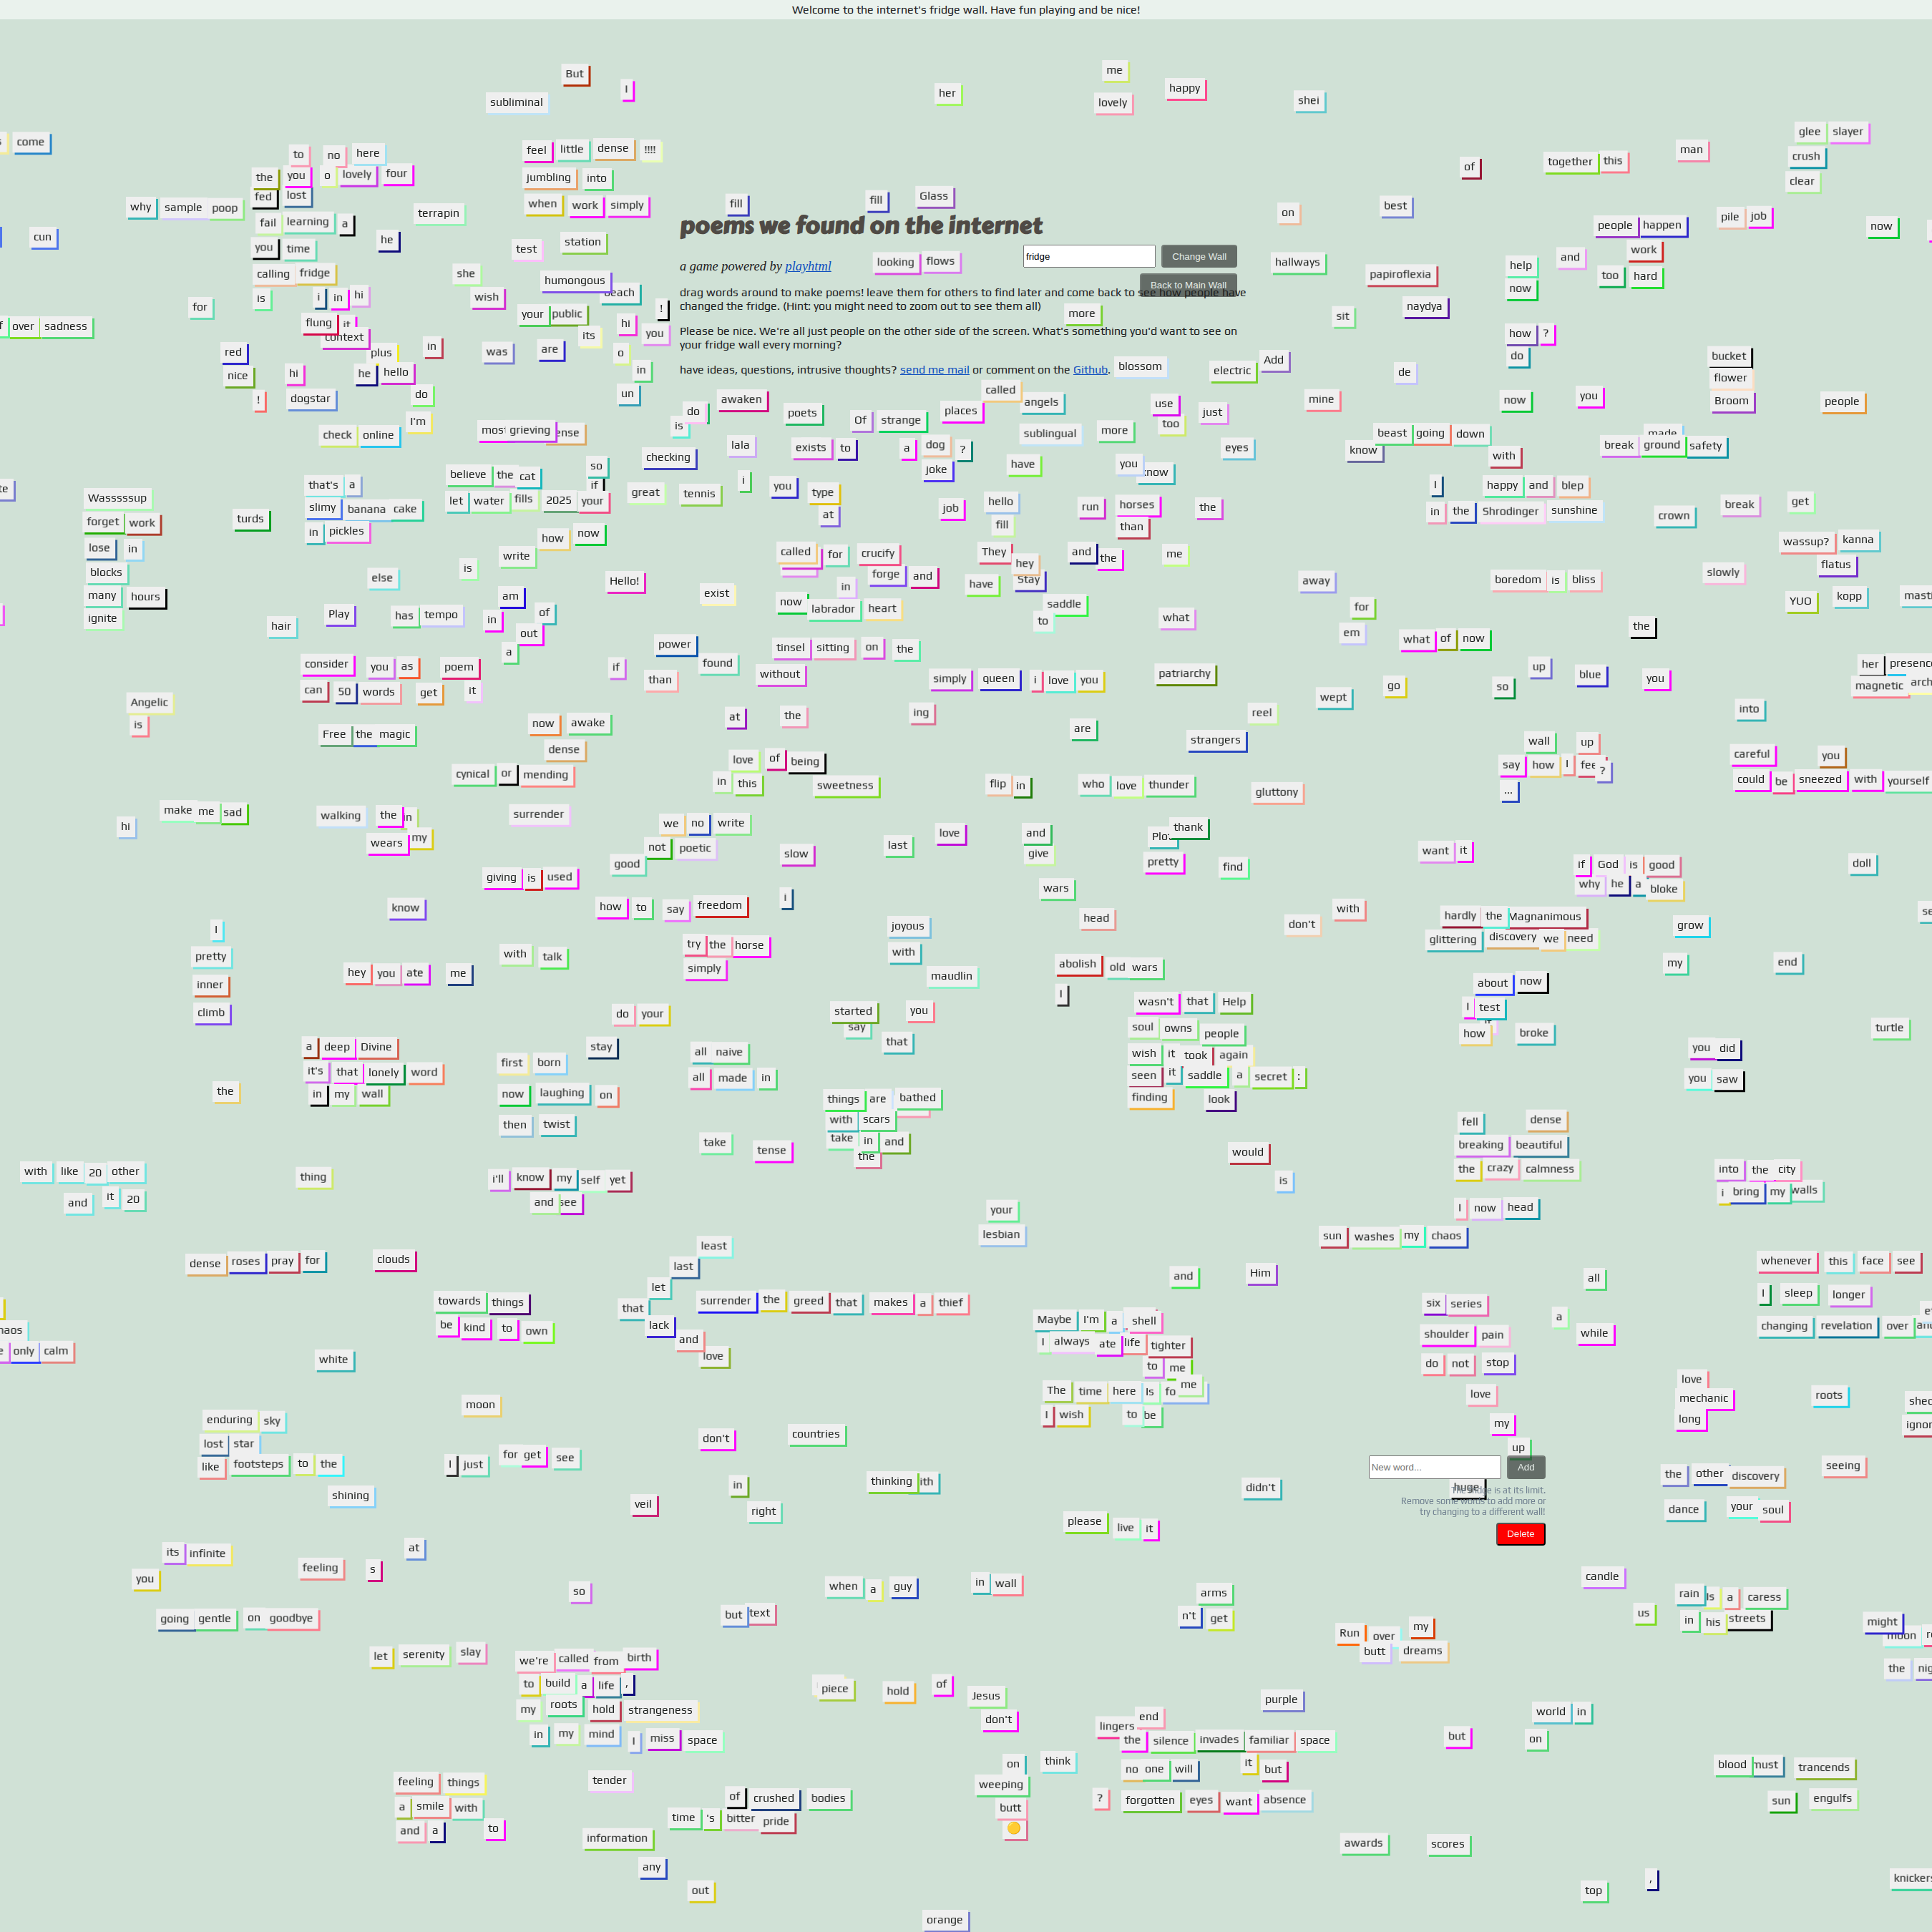 Welcome to the internet's fridge wall. Have fun playing and be nice!
But I me happy
subliminal her lovely shei
come glee slayer
to no here feel little dense !!!! together this man crush
the you o lovely four jumbling into of clear
fed lost
why sample poop terrapin when work simply fill fill Glass on best pile job
fail learning a people happen now
cun you time he test station work
poems we found on the internet
fridge Change Wall
a game powered by playhtml looking flows hallways help and
calling fridge she humongous Back to Main Wall papiroflexia too hard
drag words around to make poems! leave them for others to find later and come back to see how people have
changed the fridge. (Hint: you might need to zoom out to see them all)
is i in hi wish beach now
for your public ! more sit naydya
over sadness flung it hi you its how ?
Please be nice. We're all just people on the other side of the screen. What's something you'd want to see on
your fridge wall every morning?
context
red plus in was are o do bucket
nice hi he hello in Add de flower
have ideas, questions, intrusive thoughts? send me mail or comment on the Github. blossom electric
! dogstar do un awaken called angels mine now you Broom people
I'm do poets Of strange places use just
check online most grieving is sublingual more too beast going down made
lala exists to a dog ? eyes know break ground safety
checking joke have you know with
believe the cat so
that's a if i you type I happy and blep
Wasssssup let water fills 2025 your great tennis hello run horses the break get
slimy banana cake at job in the Shrodinger sunshine crown
forget work turds in pickles how now fill than
lose in write called for crucify They and the me wassup? kanna
blocks else is Hello! forge and hey flatus
in have Stay away boredom is bliss slowly
many hours am exist now saddle YUO kopp
ignite Play has tempo in of labrador heart to what for
hair out power em what of now the
a tinsel sitting on the
consider you as poem if found up her presence
can 50 words get it than without simply queen i love you patriarchy blue you
Angelic wept go so magnetic
is now awake at the ing reel into
Free the magic dense are strangers wall up
love of being careful you
cynical or mending in this sweetness flip in who love thunder gluttony say how I ?
could be sneezed with yourself
...
make me sad walking the in surrender we no write love and thank
hi wears my not poetic slow last give pretty find want it
good if God is good doll
giving is used wars why he a bloke
know how to say freedom i head don't with hardly the Magnanimous
I joyous glittering discovery we need grow
pretty with talk try the horse with
hey you ate me simply maudlin abolish old wars my end
inner I about now
climb do your started you wasn't that Help I test
say soul owns people how broke turtle
a deep Divine stay that
first born all naive wish it took again you did
it's that lonely word all made in seen it saddle a secret : you saw
the in my wall now laughing on things are bathed finding look
then twist with scars fell dense
take take in and breaking beautiful
tense the would
with like 20 other thing i'll know my self yet is the crazy calmness into the city
and it 20 and see i bring my walls
your I now head
least lesbian sun washes my chaos
dense roses pray for clouds last and Him whenever this face see
let all
towards things that surrender the greed that makes a thief six series I sleep longer
be kind to own lack Maybe I'm a shell a
and I always ate life tighter shoulder pain while changing revelation over
only calm white love to me do not stop
moon The time here Is me love love
enduring sky I wish to be mechanic roots
lost star don't countries my long
like footsteps to the I just for get see up
New word... Add
thinking the other discovery seeing
shining in didn't huge
The fridge is at its limit.
Remove some words to add more or
try changing to a different wall!
veil right dance your soul
please live it Delete
its infinite at
you feeling s
so when a guy in wall arms candle
going gentle on goodbye but text n't get rain Is a caress
us in his streets might
Run over my moon
let serenity slay we're called from birth butt dreams
to build a life , piece hold of Jesus the
my roots hold strangeness don't purple
in my mind I miss space lingers end world in
the silence invades familiar space but on
on think
tender no one will it but blood must trancends
feeling things weeping
a smile with of crushed bodies butt ? forgotten eyes want absence sun engulfs
and a to time 's bitter pride
information awards scores
any
out top ,
knickers
orange